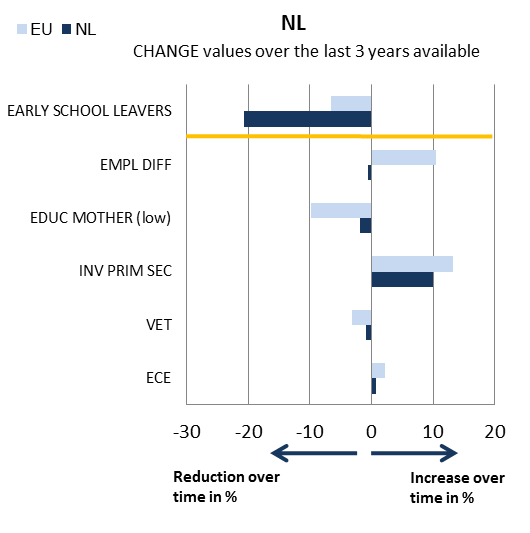 NL
EU NL
CHANGE values over the last 3 years available
EARLY SCHOOL LEAVERS
EMPL DIFF
EDUC MOTHER (low)
INV PRIM SEC
VET
ECE
-30 -20 -10 0 10 20
Reduction over
time in %
Increase over
time in %